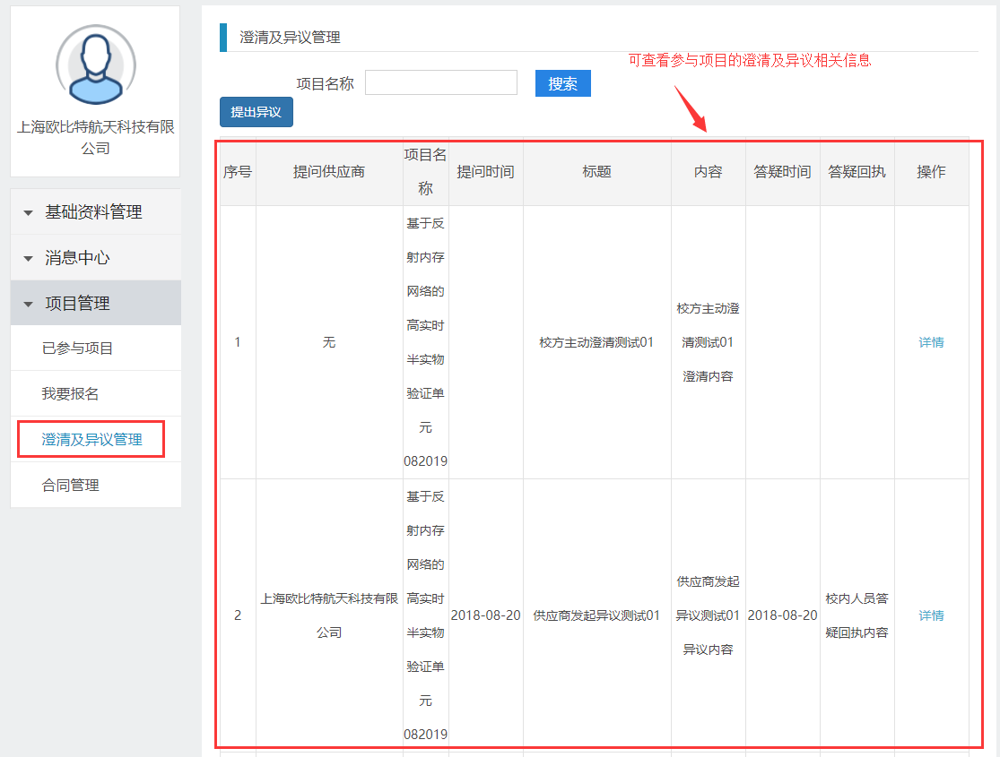 上海欧比特航天科技有限
公司
基础资料管理
消息中心
项目管理
已参与项目
我要报名
澄清及异议管理
合同管理
澄清及异议管理
可查看参与项目的澄清及异议相关信息
项目名称
搜索
提出异议
序号
提问供应商
项目名
称
提问时间
标题
内容
答疑时间
答疑回执
操作
1
无
基于反
射内存
网络的
高实时
半实物
验证单
元
082019
校方主动澄清测试01
校方主动澄
清测试01
澄清内容
详情
2
上海欧比特航天科技有限
公司
基于反
射内存
网络的
高实时
半实物
验证单
元
082019
2018-08-20
供应商发起异议测试01
供应商发起
异议测试01
异议内容
2018-08-20
校内人员答
疑回执内容
详情